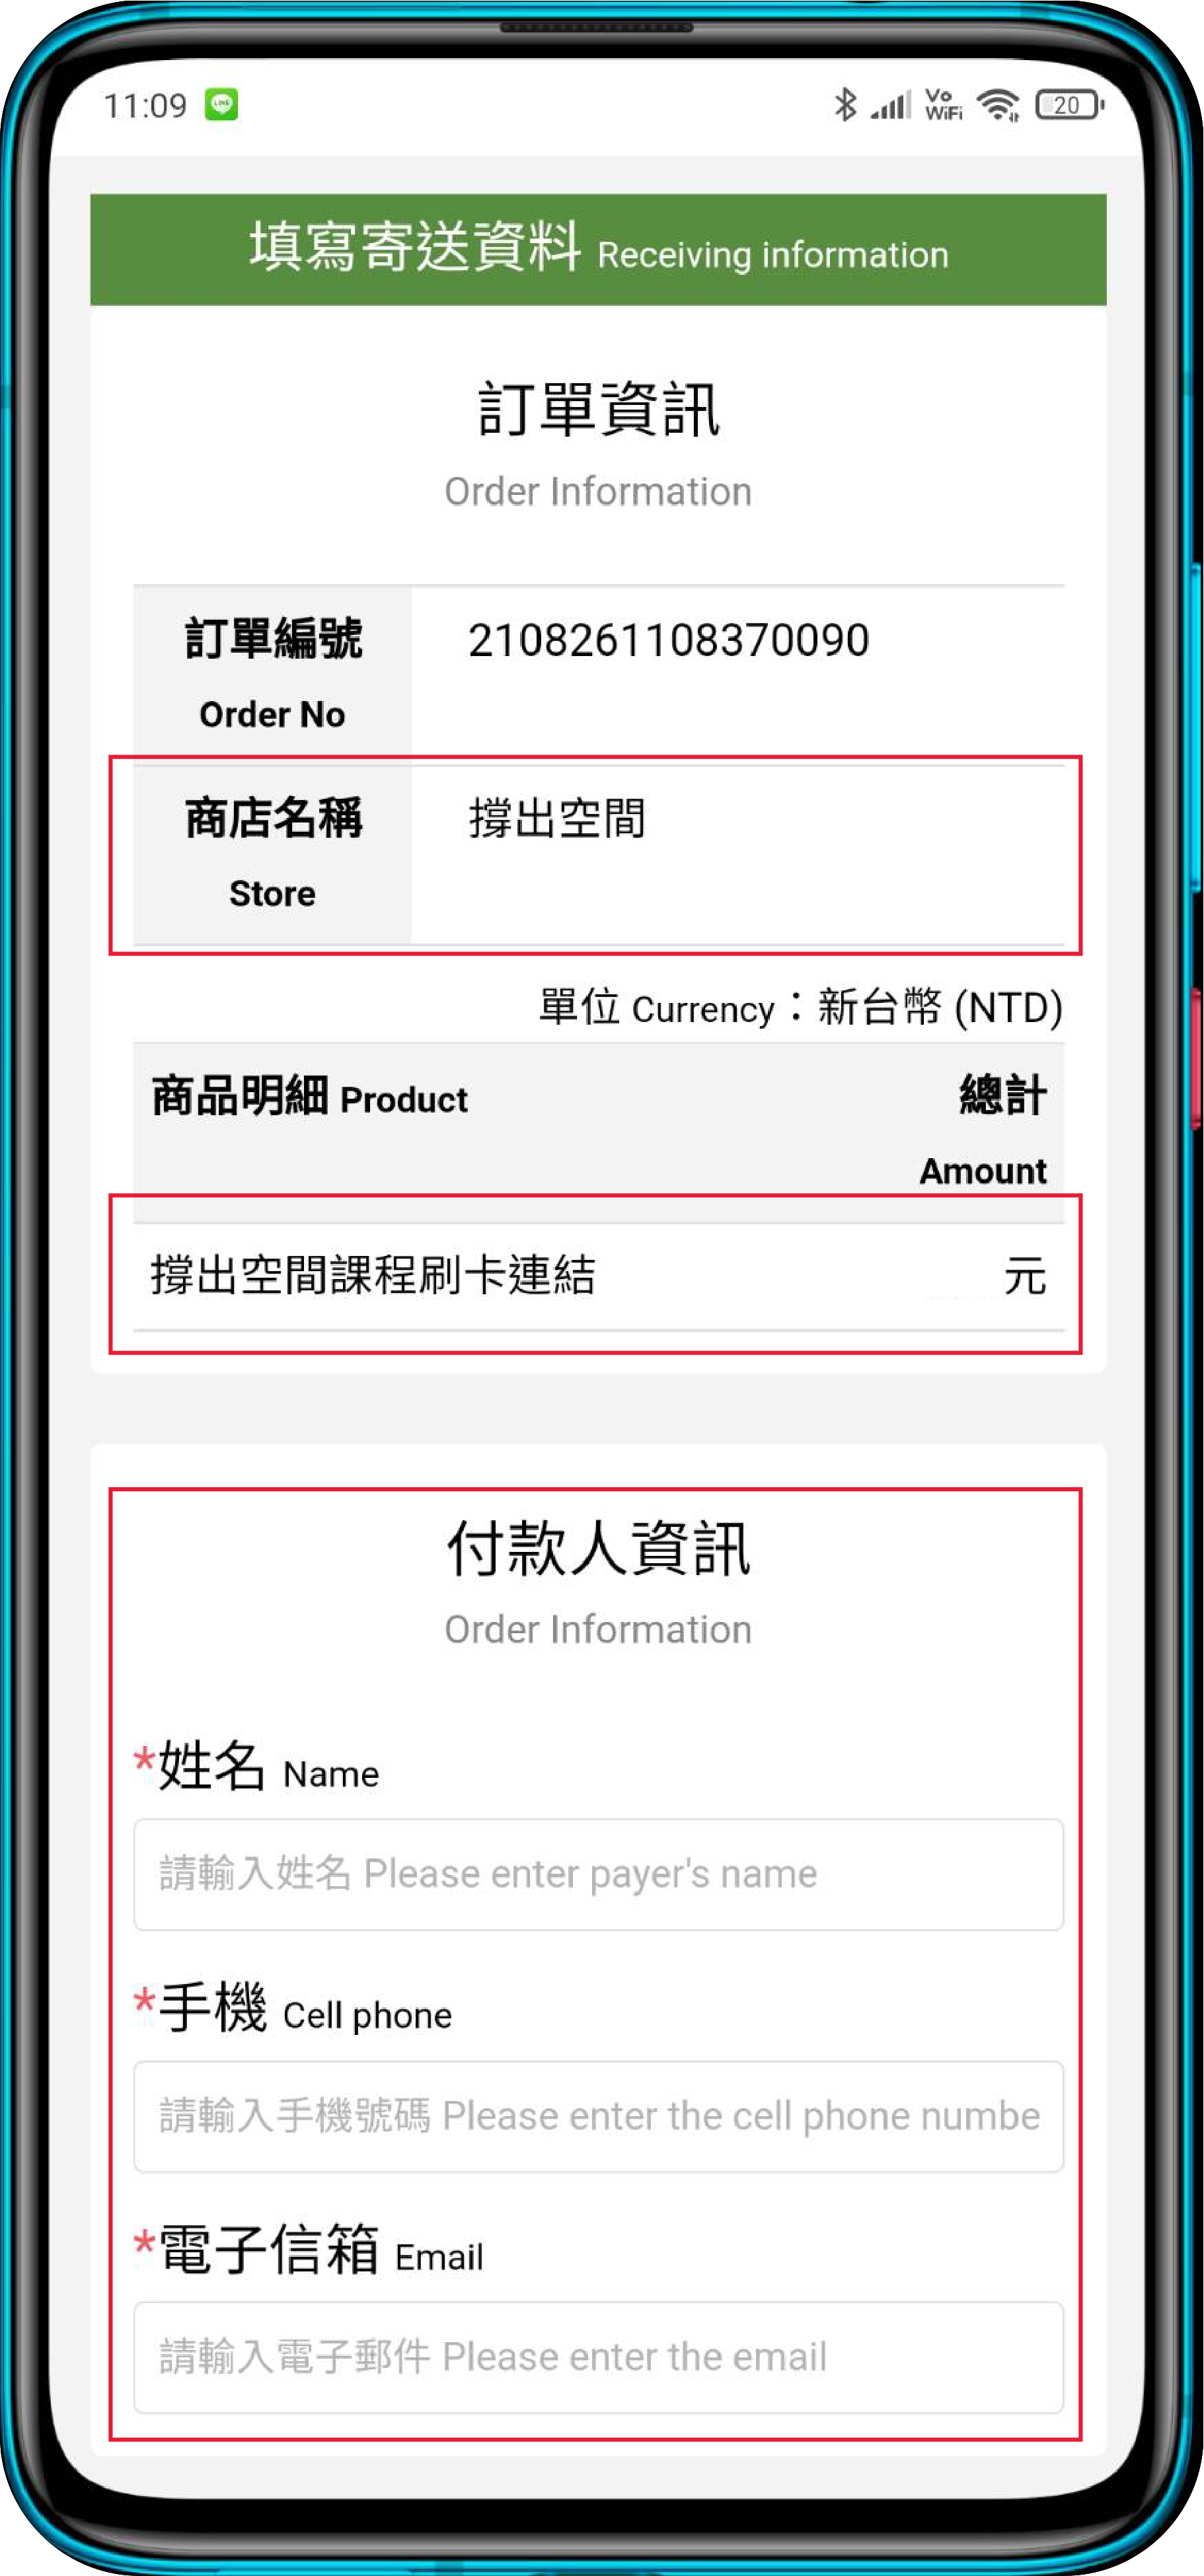 11:09 LINE Vo WiFi 20
填寫寄送資料 Receiving information
訂單資訊
Order Information
訂單編號 2108261108370090
Order No
商店名稱 撐出空間
Store
單位 Currency：新台幣 (NTD)
商品明細 Product 總計
Amount
撐出空間課程刷卡連結 元
付款人資訊
Order Information
*姓名 Name
請輸入姓名 Please enter payer's name
*手機 Cell phone
請輸入手機號碼 Please enter the cell phone numbe
*電子信箱 Email
請輸入電子郵件 Please enter the email